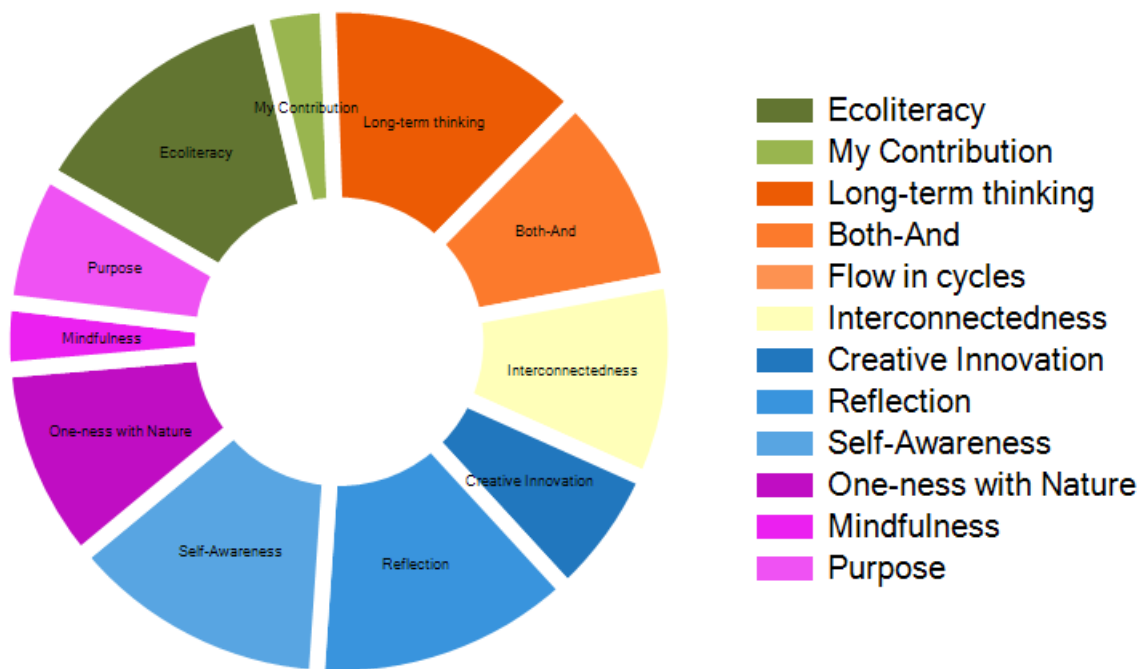 My Contribution
Long-term thinking
Ecoliteracy
Both-And
Purpose
Mindfulness
Interconnectedness
One-ness with Nature
Creative Innovation
Self-Awareness
Reflection
Ecoliteracy
My Contribution
Long-term thinking
Both-And
Flow in cycles
Interconnectedness
Creative Innovation
Reflection
Self-Awareness
One-ness with Nature
Mindfulness
Purpose